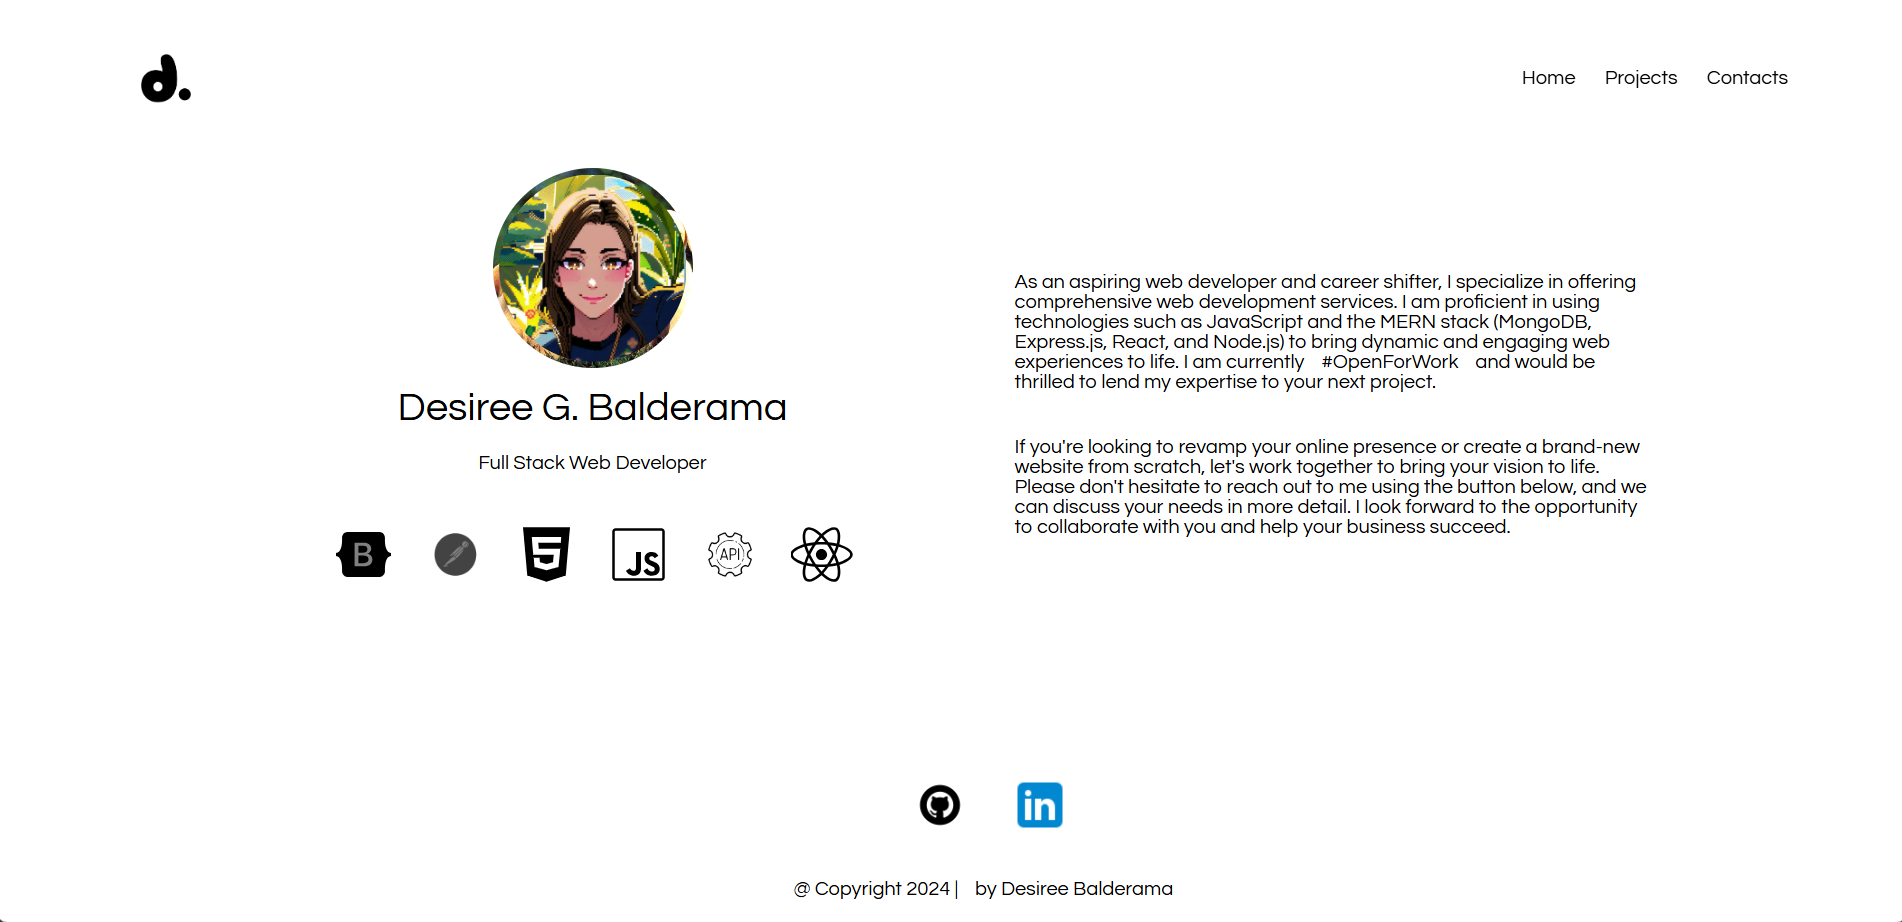 d.
Home Projects Contacts
Desiree G. Balderama
Full Stack Web Developer
B
5
JS
API
As an aspiring web developer and career shifter, I specialize in offering
comprehensive web development services. I am proficient in using
technologies such as JavaScript and the MERN stack (MongoDB,
Express.js, React, and Node.js) to bring dynamic and engaging web
experiences to life. I am currently #OpenForWork and would be
thrilled to lend my expertise to your next project.
If you're looking to revamp your online presence or create a brand-new
website from scratch, let's work together to bring your vision to life.
Please don't hesitate to reach out to me using the button below, and we
can discuss your needs in more detail. I look forward to the opportunity
to collaborate with you and help your business succeed.
in
@ Copyright 2024 | by Desiree Balderama